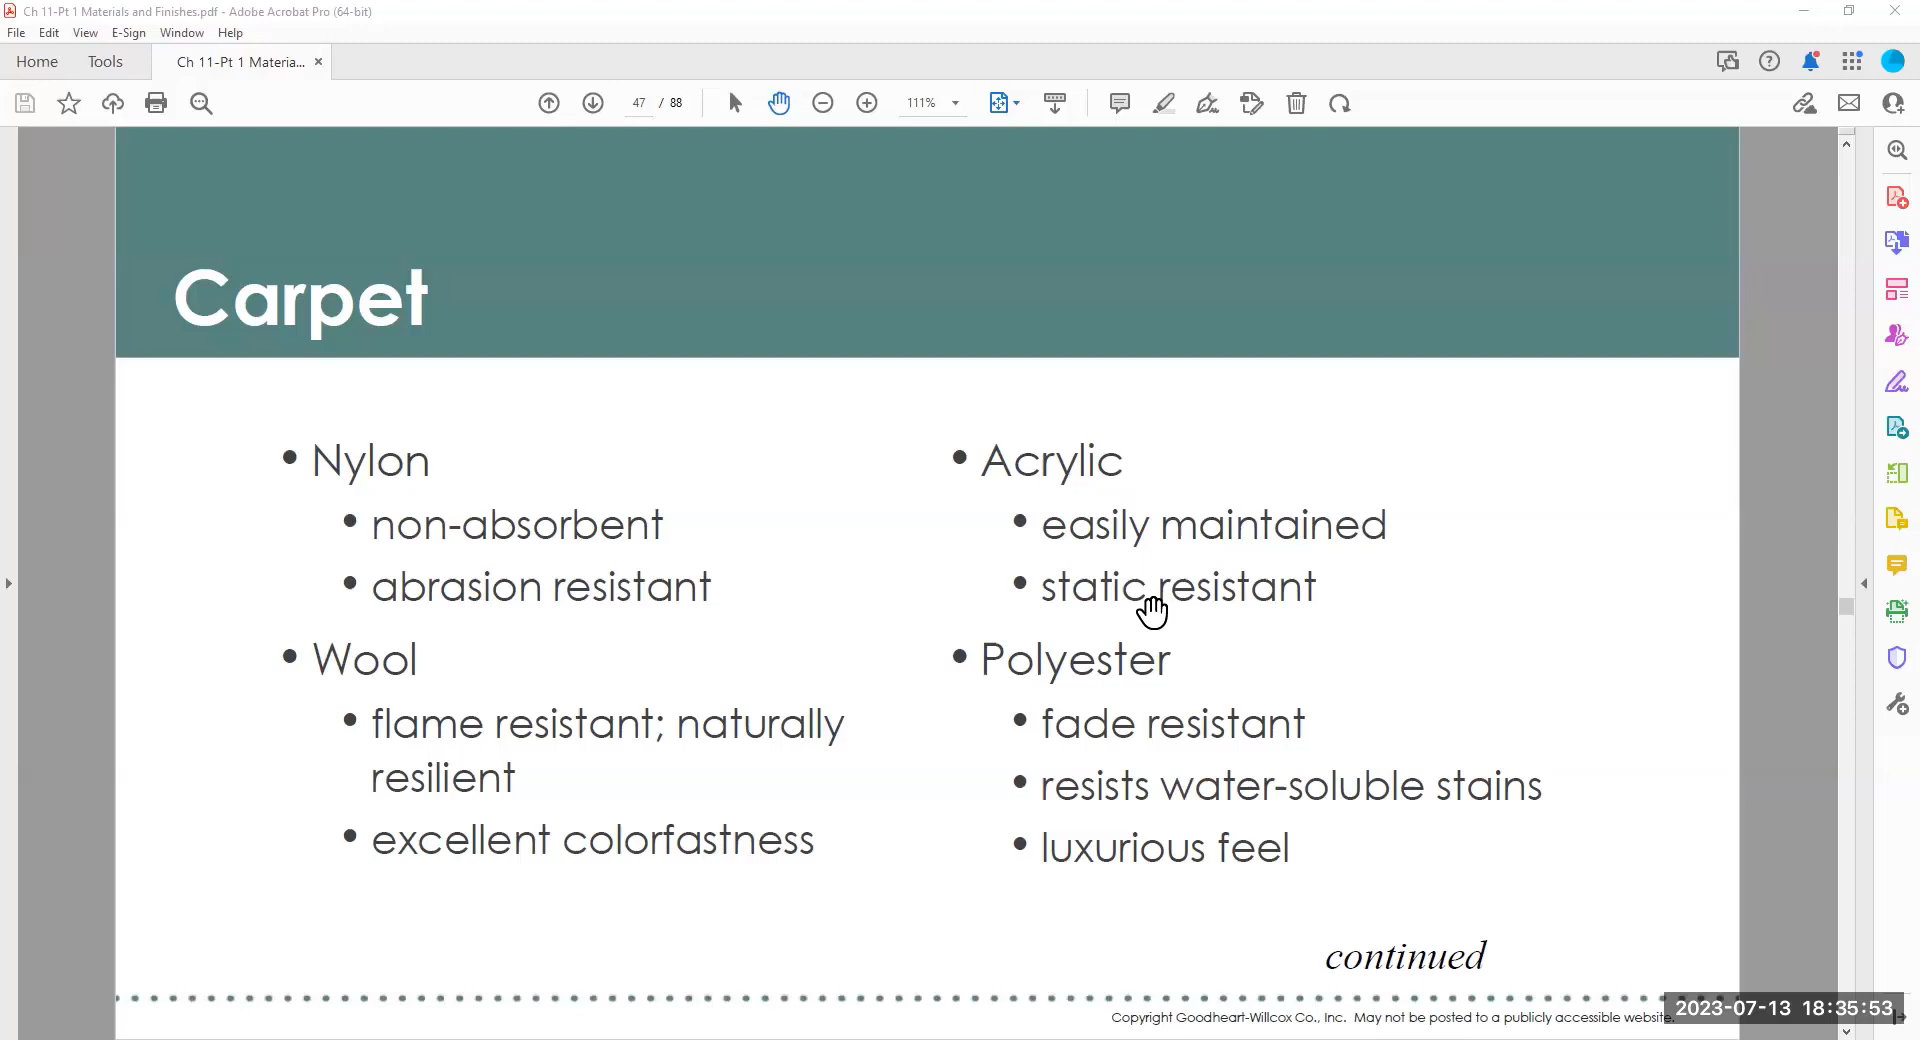 Ch 11-Pt 1 Materials and Finishes.pdf - Adobe Acrobat Pro (64-bit)
File Edit View E-Sign Window Help
Home Tools Ch 11-Pt 1 Materia... ×
47 / 88 111%
Carpet
• Nylon
• non-absorbent
• abrasion resistant
• Wool
• flame resistant; naturally
resilient
• excellent colorfastness
• Acrylic
• easily maintained
• static resistant
• Polyester
• fade resistant
• resists water-soluble stains
• luxurious feel
continued
Copyright Goodheart-Willcox Co., Inc. May not be posted to a publicly accessible website.
2023-07-13 18:35:53